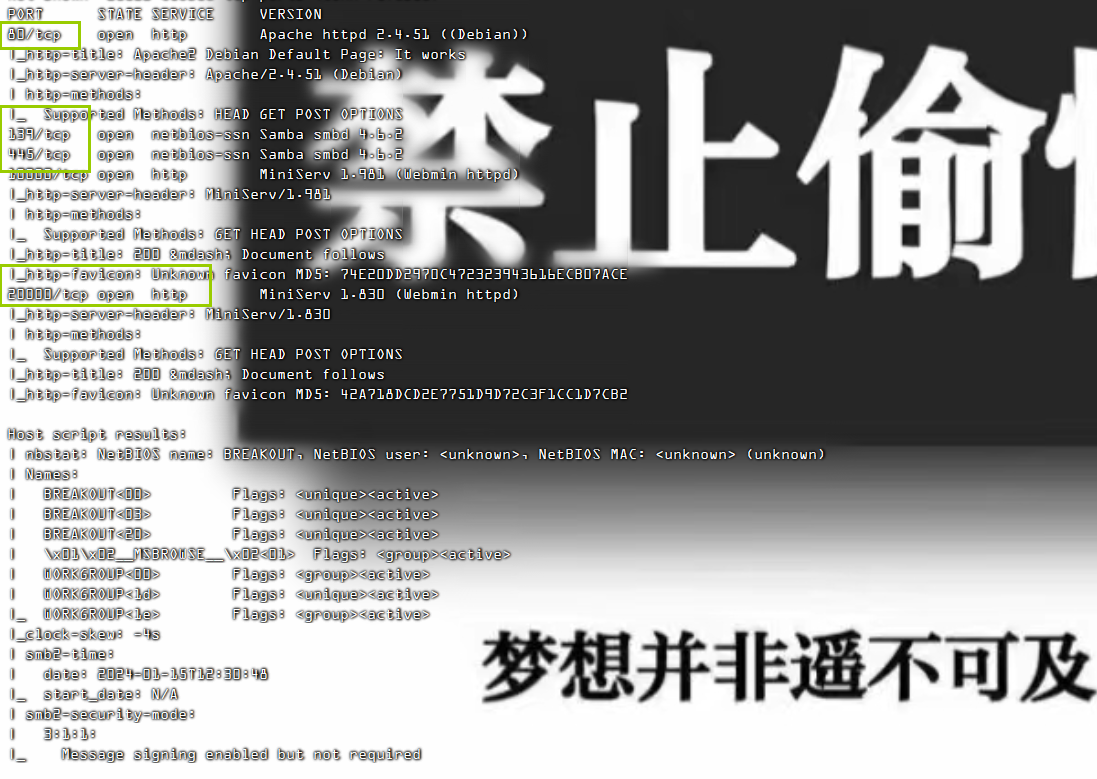 PORT STATE SERVICE VERSION
80/tcp open http Apache httpd 2.4.51 ((Debian))
|_http-title: Apache2 Debian Default Page: It works
|_http-server-header: Apache/2.4.51 (Debian)
| http-methods:
|_ Supported Methods: HEAD GET POST OPTIONS
139/tcp open netbios-ssn Samba smbd 4.6.2
445/tcp open netbios-ssn Samba smbd 4.6.2
10000/tcp open http MiniServ 1.981 (Webmin httpd)
|_http-server-header: MiniServ/1.981
| http-methods:
|_ Supported Methods: GET HEAD POST OPTIONS
|_http-title: 200 &mdash; Document follows
|_http-favicon: Unknown favicon MD5: 74E2DDD297DC472323943616ECB07ACE
20000/tcp open http MiniServ 1.830 (Webmin httpd)
|_http-server-header: MiniServ/1.830
| http-methods:
|_ Supported Methods: GET HEAD POST OPTIONS
|_http-title: 200 &mdash; Document follows
|_http-favicon: Unknown favicon MD5: 42A718DCD2E7751D9D72C3F1CC1D7CB2
Host script results:
| nbstat: NetBIOS name: BREAKOUT, NetBIOS user: <unknown>, NetBIOS MAC: <unknown> (unknown)
| Names:
| BREAKOUT<00> Flags: <unique><active>
| BREAKOUT<03> Flags: <unique><active>
| BREAKOUT<20> Flags: <unique><active>
| \x01\x02__MSBROWSE__\x02<01> Flags: <group><active>
| WORKGROUP<00> Flags: <group><active>
| WORKGROUP<1d> Flags: <unique><active>
|_ WORKGROUP<1e> Flags: <group><active>
|_clock-skew: -4s
| smb2-time:
| date: 2024-01-15T12:30:48
|_ start_date: N/A
| smb2-security-mode:
| 3:1:1:
|_ Message signing enabled but not required
禁止偷
梦想并非遥不可及